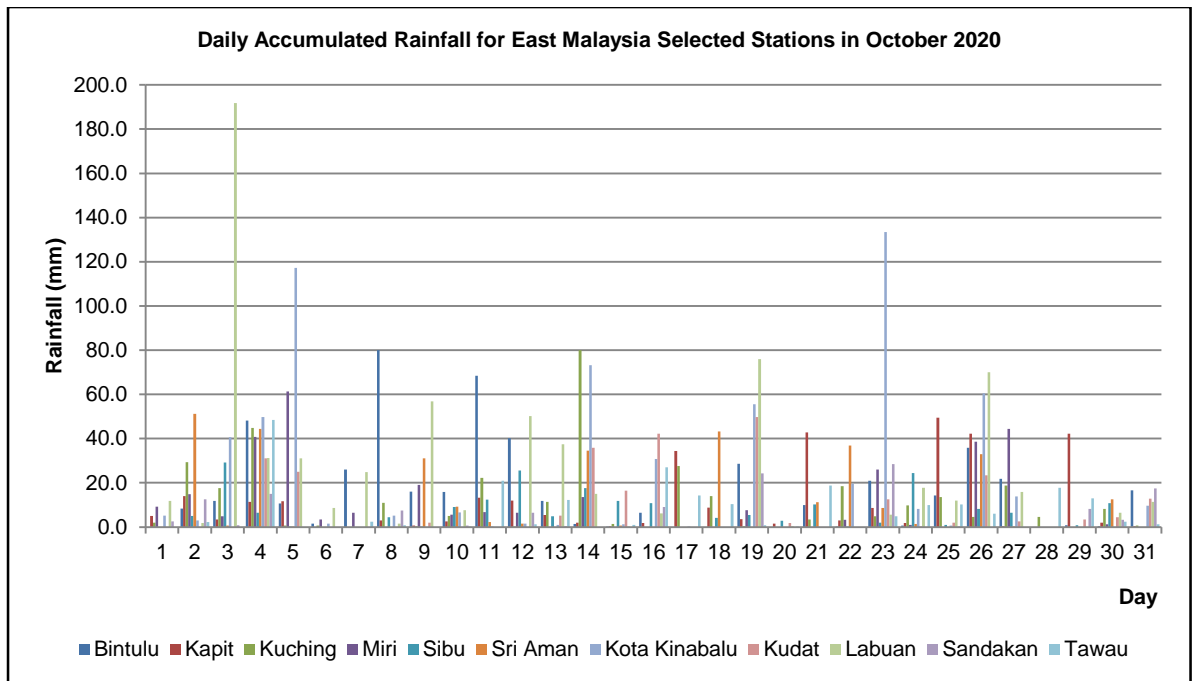 Daily Accumulated Rainfall for East Malaysia Selected Stations in October 2020
200.0
180.0
160.0
140.0
120.0
100.0
80.0
60.0
40.0
20.0
0.0
Rainfall (mm)
1 2 3 4 5 6 7 8 9 10 11 12 13 14 15 16 17 18 19 20 21 22 23 24 25 26 27 28 29 30 31
Day
Bintulu Kapit Kuching Miri Sibu Sri Aman Kota Kinabalu Kudat Labuan Sandakan Tawau